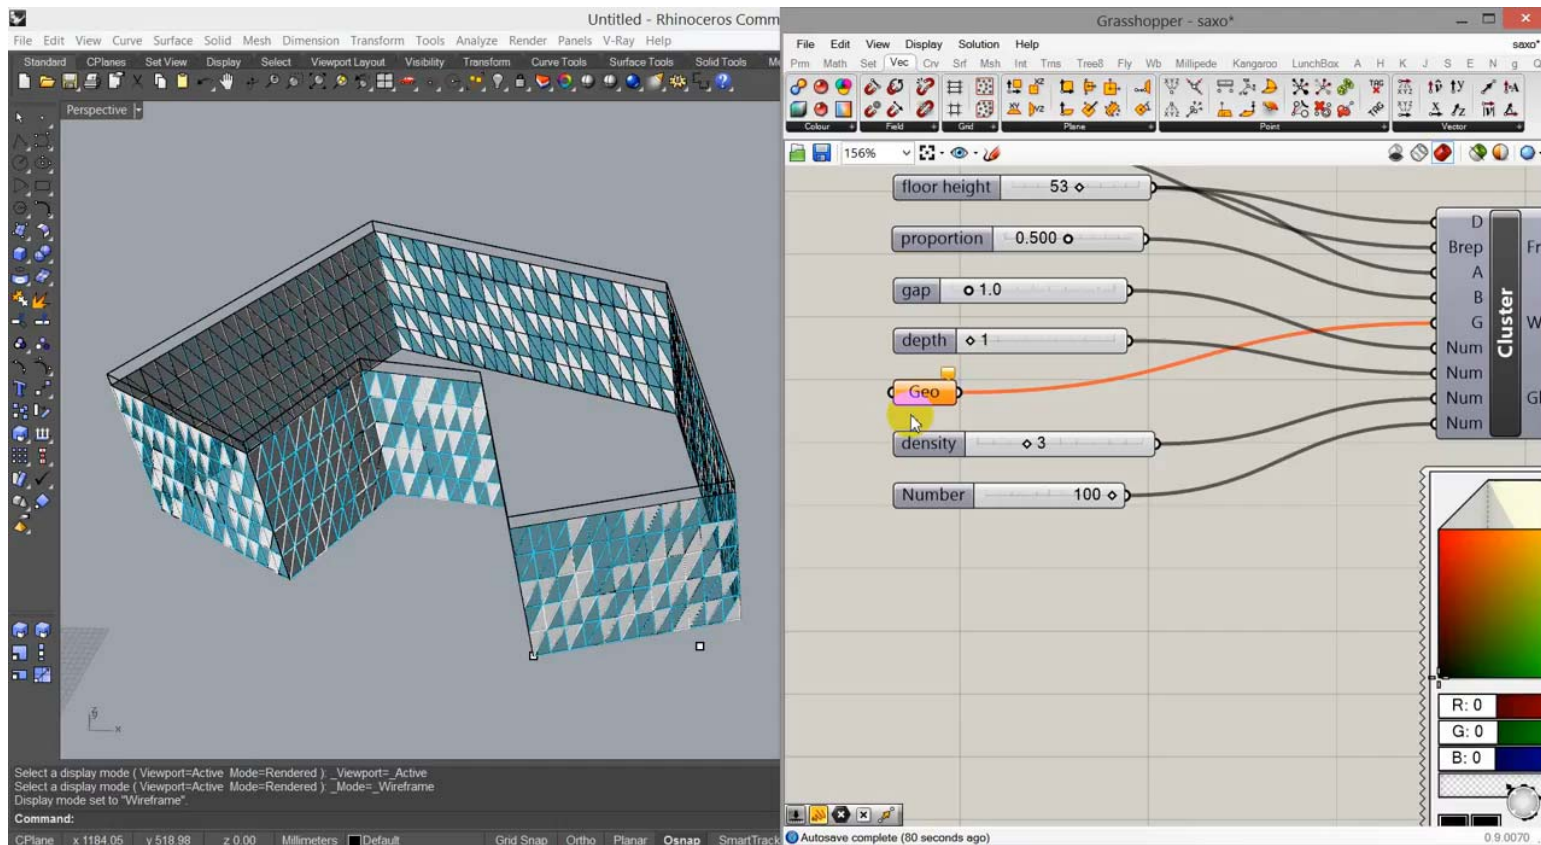 Untitled - Rhinoceros Comm
File Edit View Curve Surface Solid Mesh Dimension Transform Tools Analyze Render Panels V-Ray Help
Standard CPlanes Set View Display Select Viewport Layout Visibility Transform Curve Tools Surface Tools Solid Tools M
Perspective
x
Select a display mode ( Viewport=Active Mode=Rendered ): _Viewport=_Active
Select a display mode ( Viewport=Active Mode=Rendered ): _Mode=_Wireframe
Display mode set to "Wireframe".
Command:
CPlane x 1184.05 y 518.98 z 0.00 Millimeters Default Grid Snap Ortho Planar Osnap SmartTrack
Grasshopper - saxo*
File Edit View Display Solution Help saxo*
Prm Math Set Vec Crv Srf Msh Int Trns Tree8 Fly Wb Millipede Kangaroo LunchBox A H K J S E N g
Colour Field Grid Plane Point Vector
156%
floor height 53
proportion 0.500
gap 1.0
depth 1
Geo
density 3
Number 100
D
Brep
A
B
G
Num
Num
Num
Num
Cluster
Fr
W
Gl
R: 0
G: 0
B: 0
Autosave complete (80 seconds ago)
0.9.0070